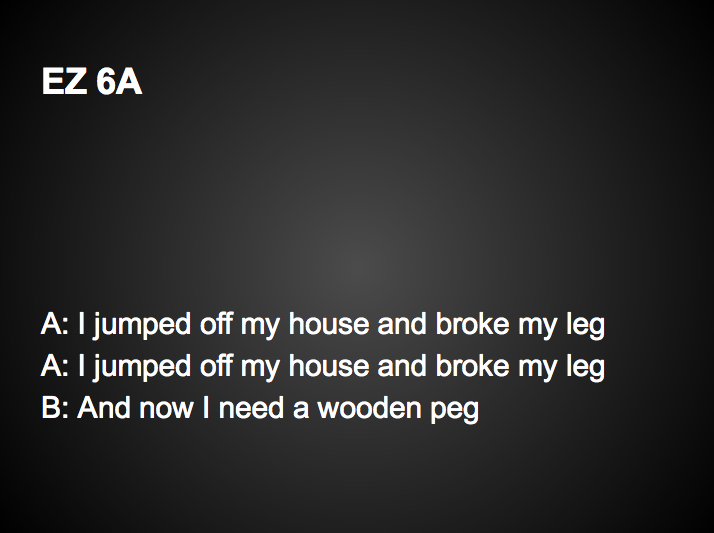 EZ 6A
A: I jumped off my house and broke my leg
A: I jumped off my house and broke my leg
B: And now I need a wooden peg